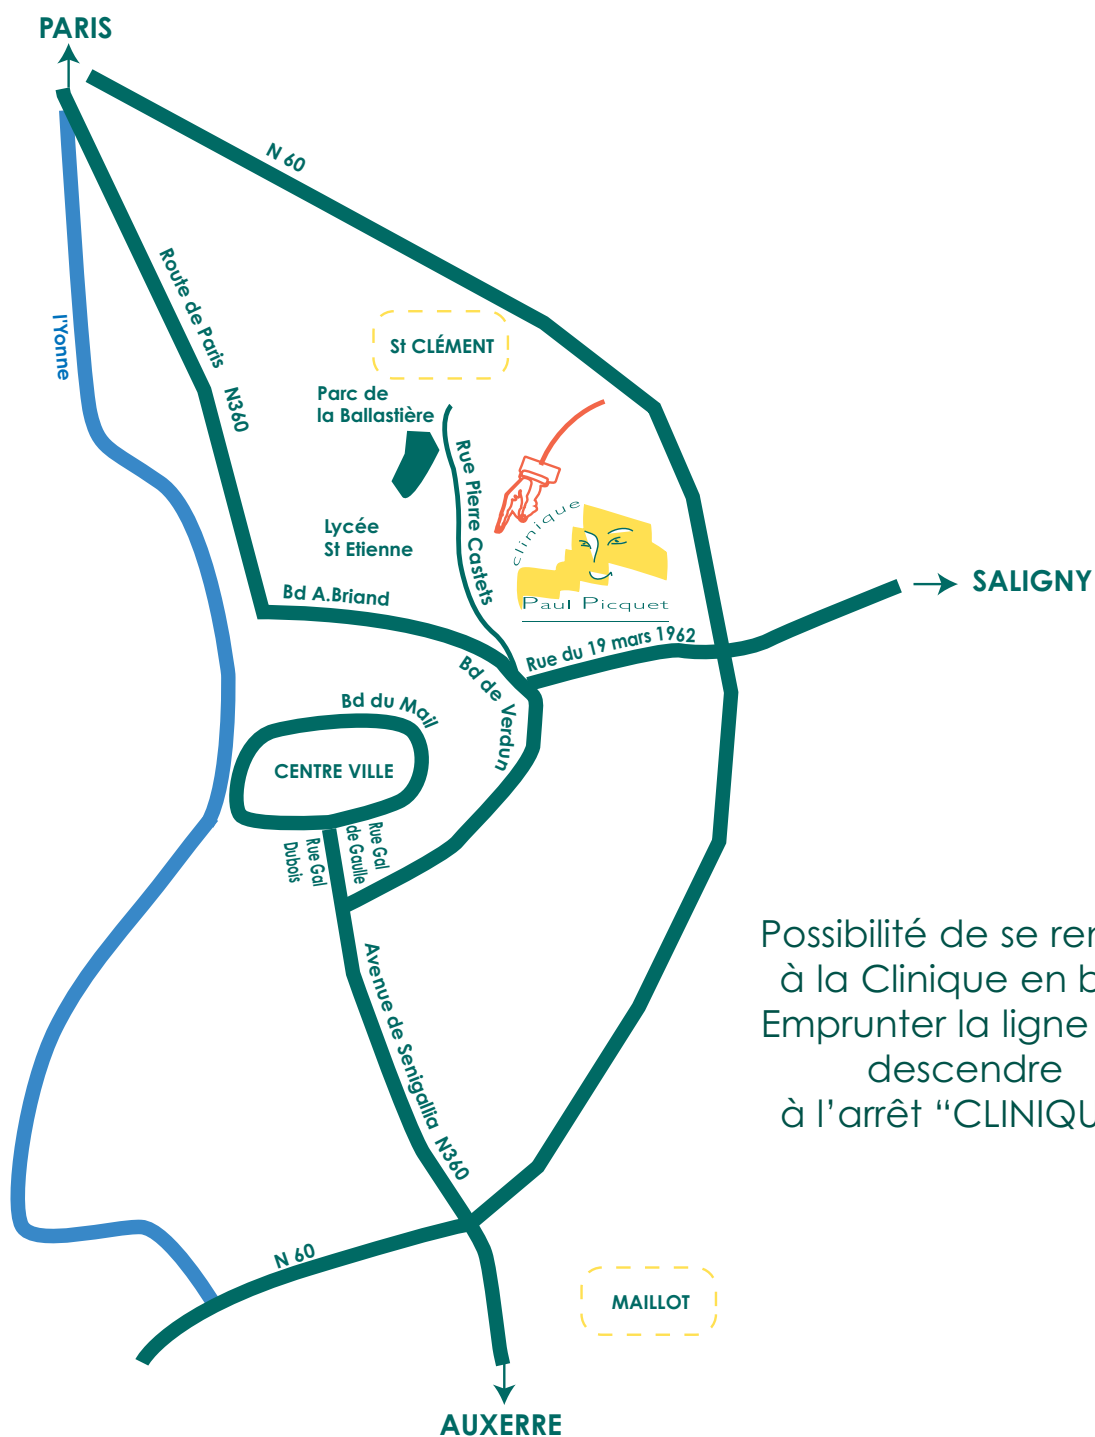 PARIS
N 60
Route de Paris N360
l'Yonne
St CLÉMENT
Parc de
la Ballastière
Rue Pierre Castets
Lycée
St Etienne
clinique
Paul Picquet
SALIGNY
Bd A.Briand
Rue du 19 mars 1962
Bd de Verdun
Bd du Mail
CENTRE VILLE
Rue Gal
de Gaulle
Rue Gal
Dubois
Possibilité de se
à la Clinique en
Emprunter la ligne
descendre
à l'arrêt
Avenue de Senigallia N360
N 60
MAILLOT
AUXERRE